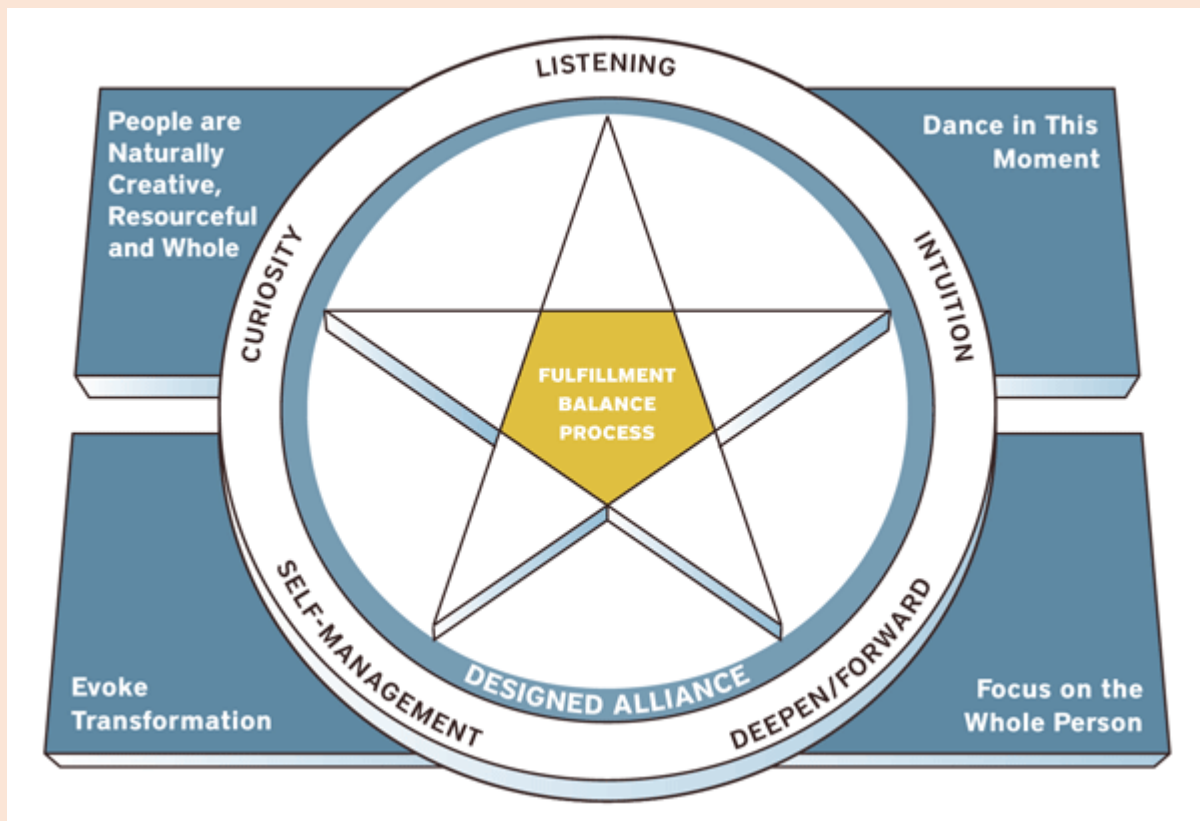 LISTENING
People are
Naturally
Creative,
Resourceful
and Whole
Dance in This
Moment
CURIOSITY
INTUITION
FULFILLMENT
BALANCE
PROCESS
SELF-MANAGEMENT
DESIGNED ALLIANCE
DEEPEN/FORWARD
Evoke
Transformation
Focus on the
Whole Person